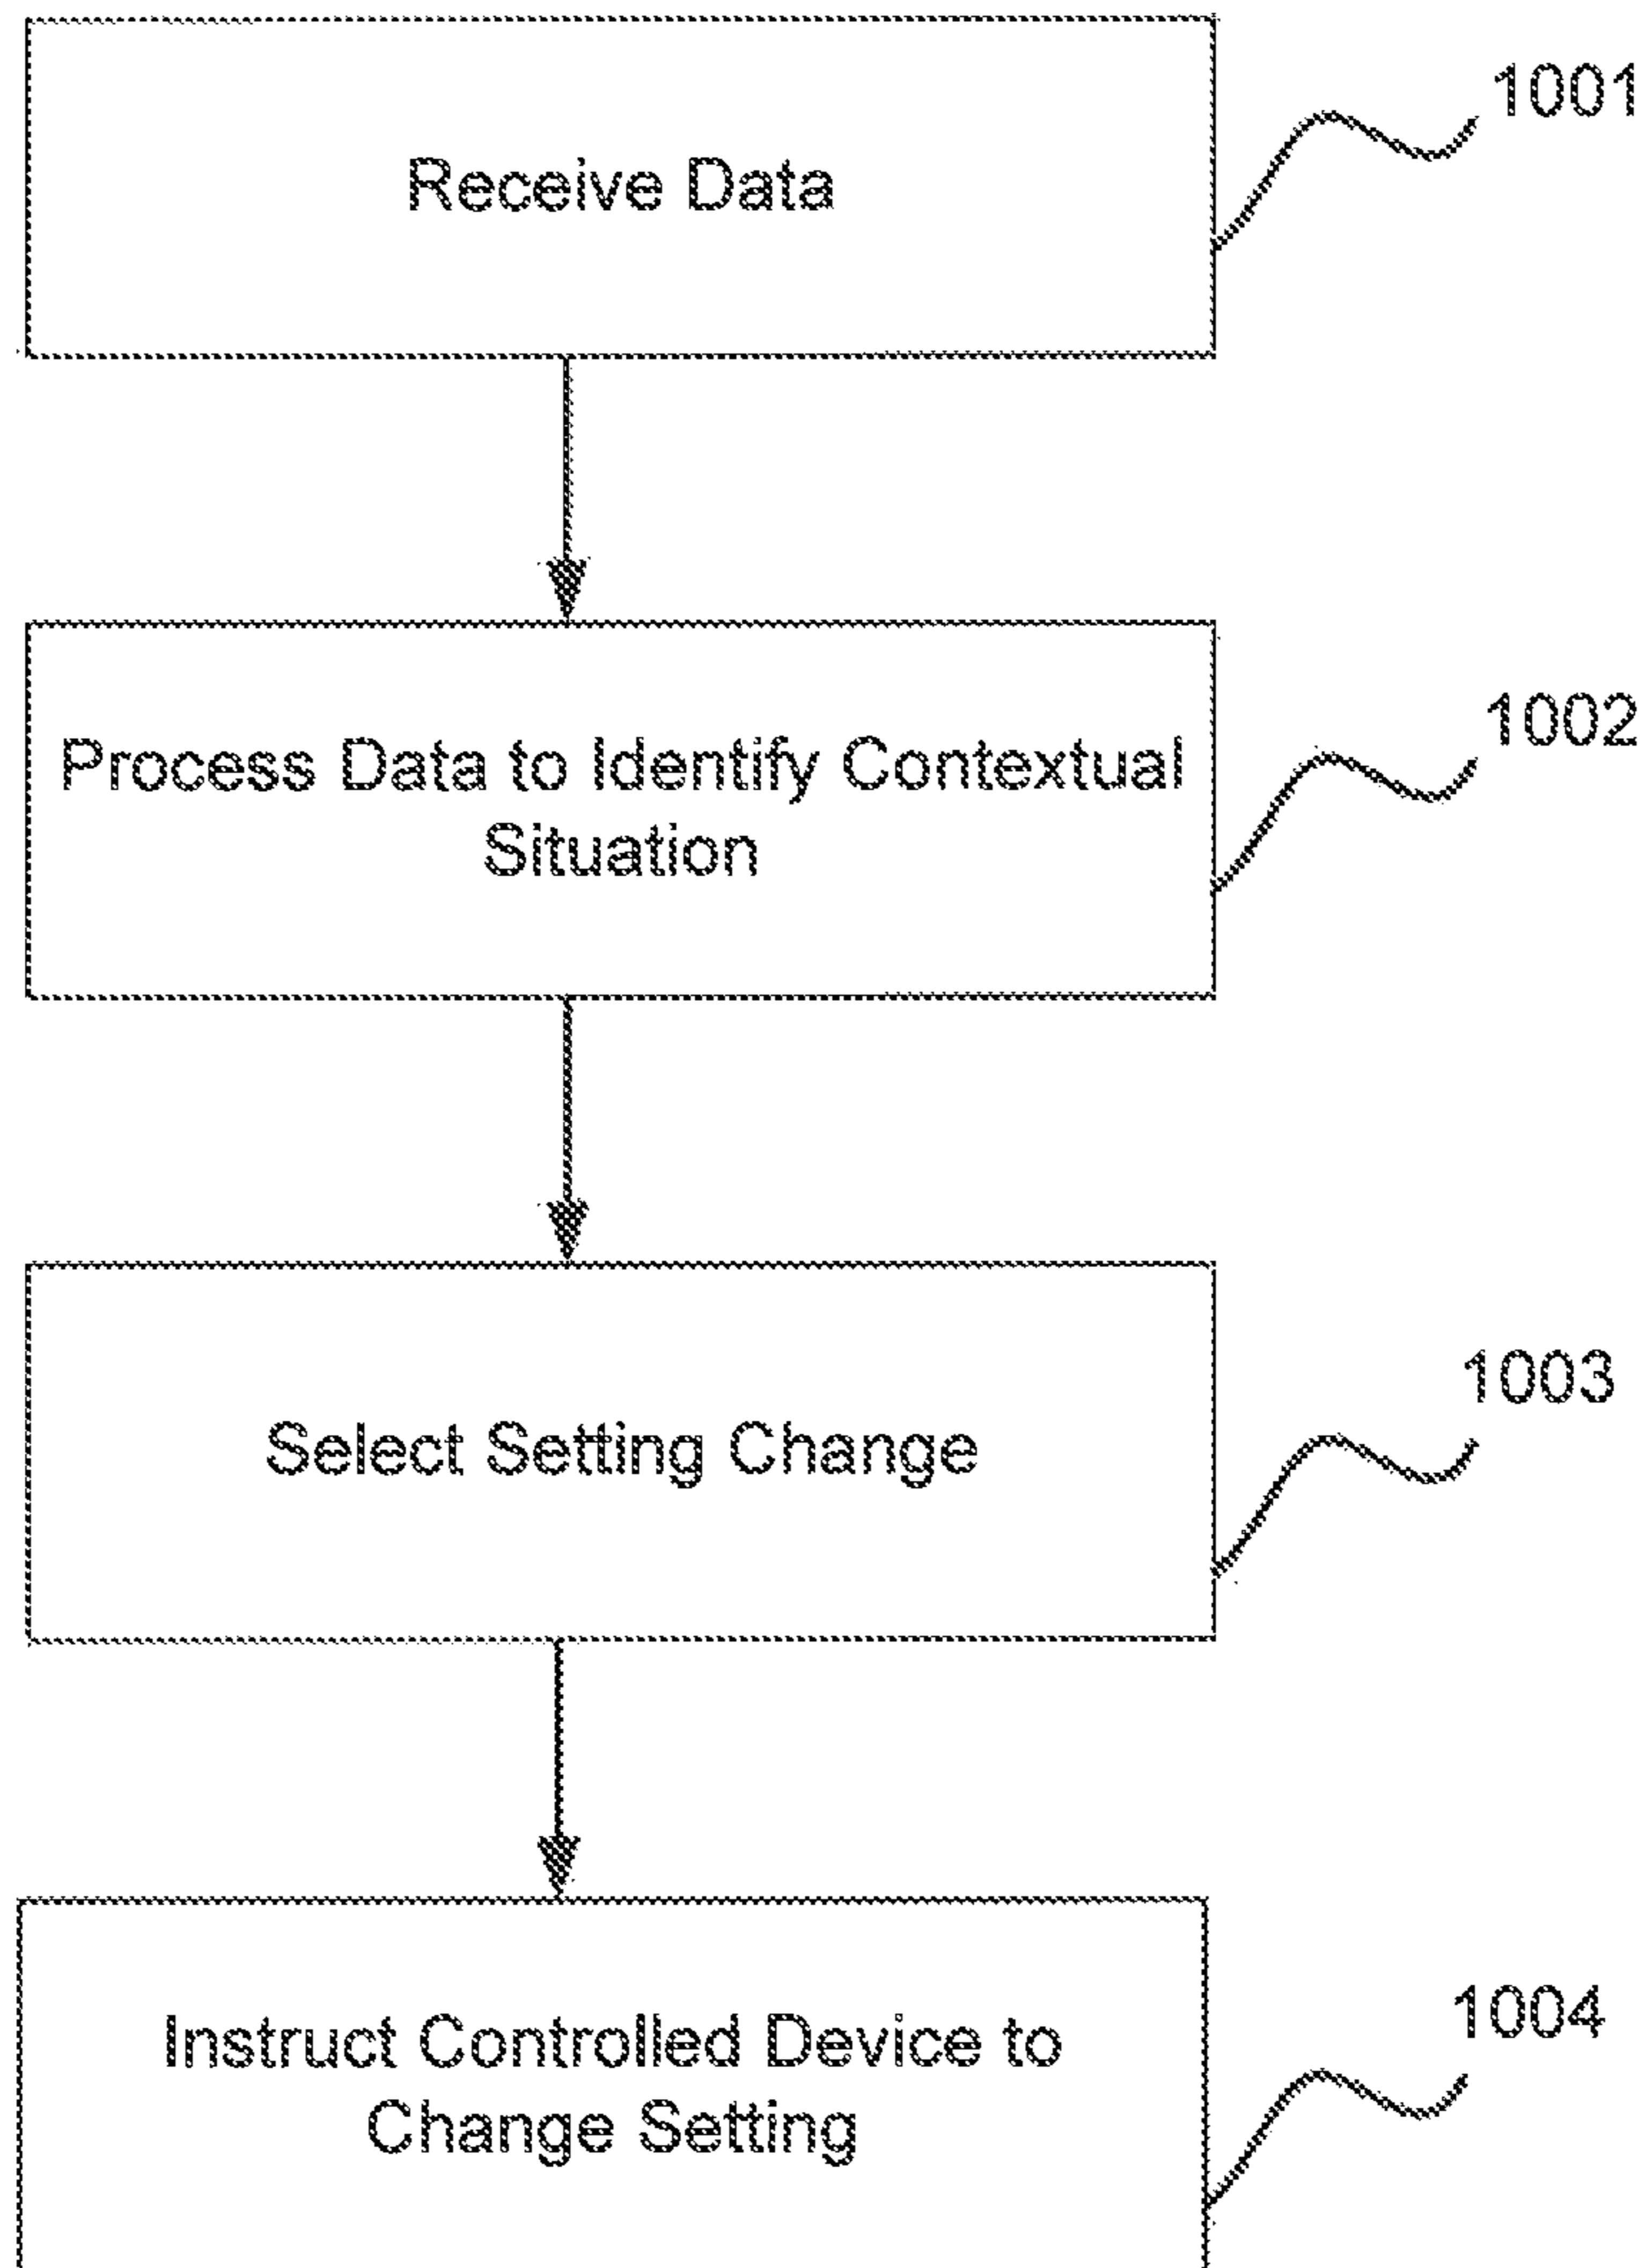 Receive Data
1001
Process Data to Identify Contextual
Situation
1002
Select Setting Change
1003
Instruct Controlled Device to
Change Setting
1004